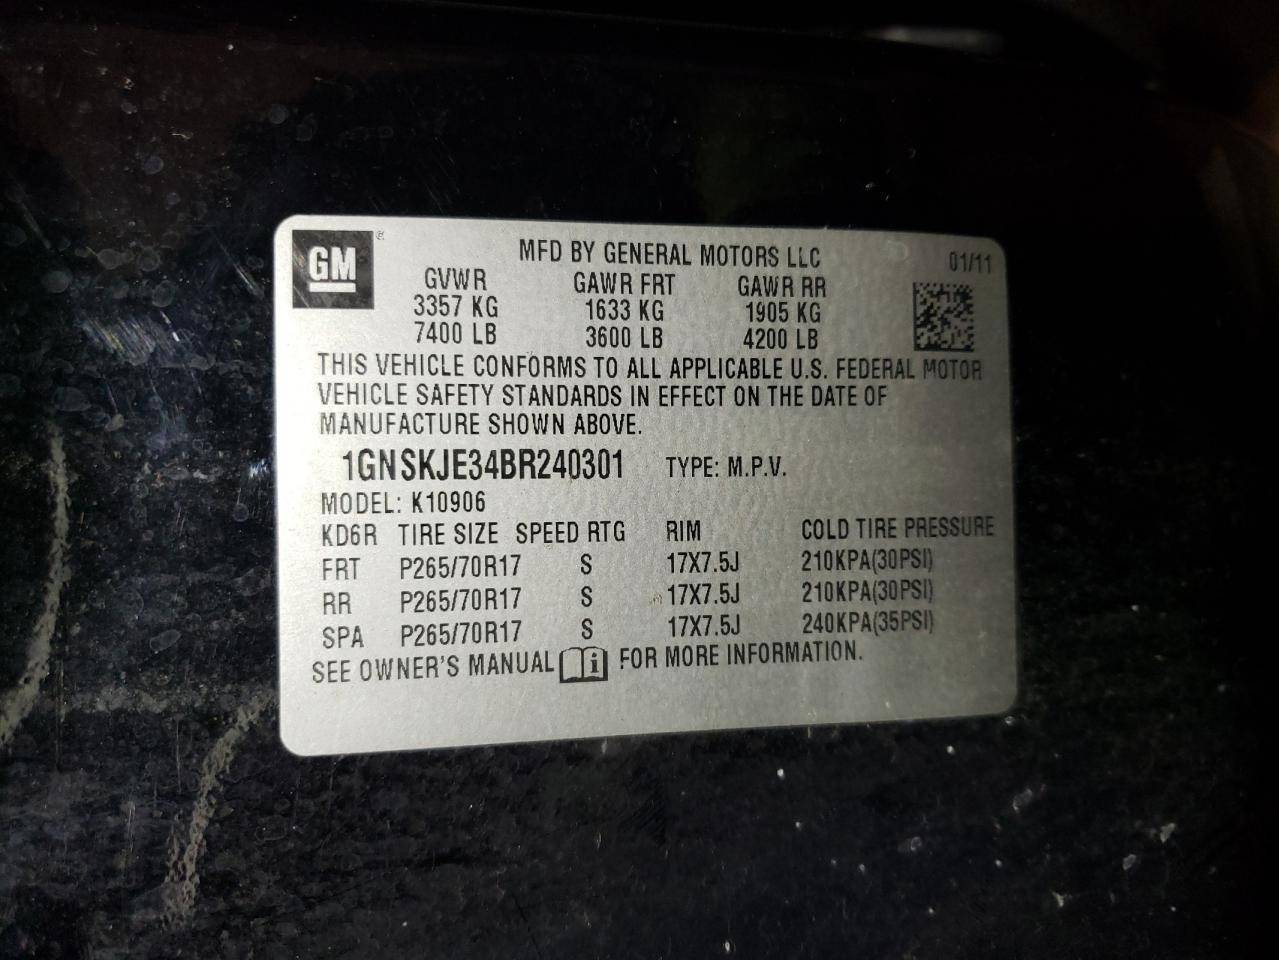 GM®
MFD BY GENERAL MOTORS LLC 01/11
GVWR GAWR FRT GAWR RR
3357 KG 1633 KG 1905 KG
7400 LB 3600 LB 4200 LB
THIS VEHICLE CONFORMS TO ALL APPLICABLE U.S. FEDERAL MOTOR
VEHICLE SAFETY STANDARDS IN EFFECT ON THE DATE OF
MANUFACTURE SHOWN ABOVE.
1GNSKJE34BR240301 TYPE: M.P.V.
MODEL: K10906
KD6R TIRE SIZE SPEED RTG RIM COLD TIRE PRESSURE
FRT P265/70R17 S 17X7.5J 210KPA(30PSI)
RR P265/70R17 S 17X7.5J 210KPA(30PSI)
SPA P265/70R17 S 17X7.5J 240KPA(35PSI)
SEE OWNER'S MANUAL i FOR MORE INFORMATION.